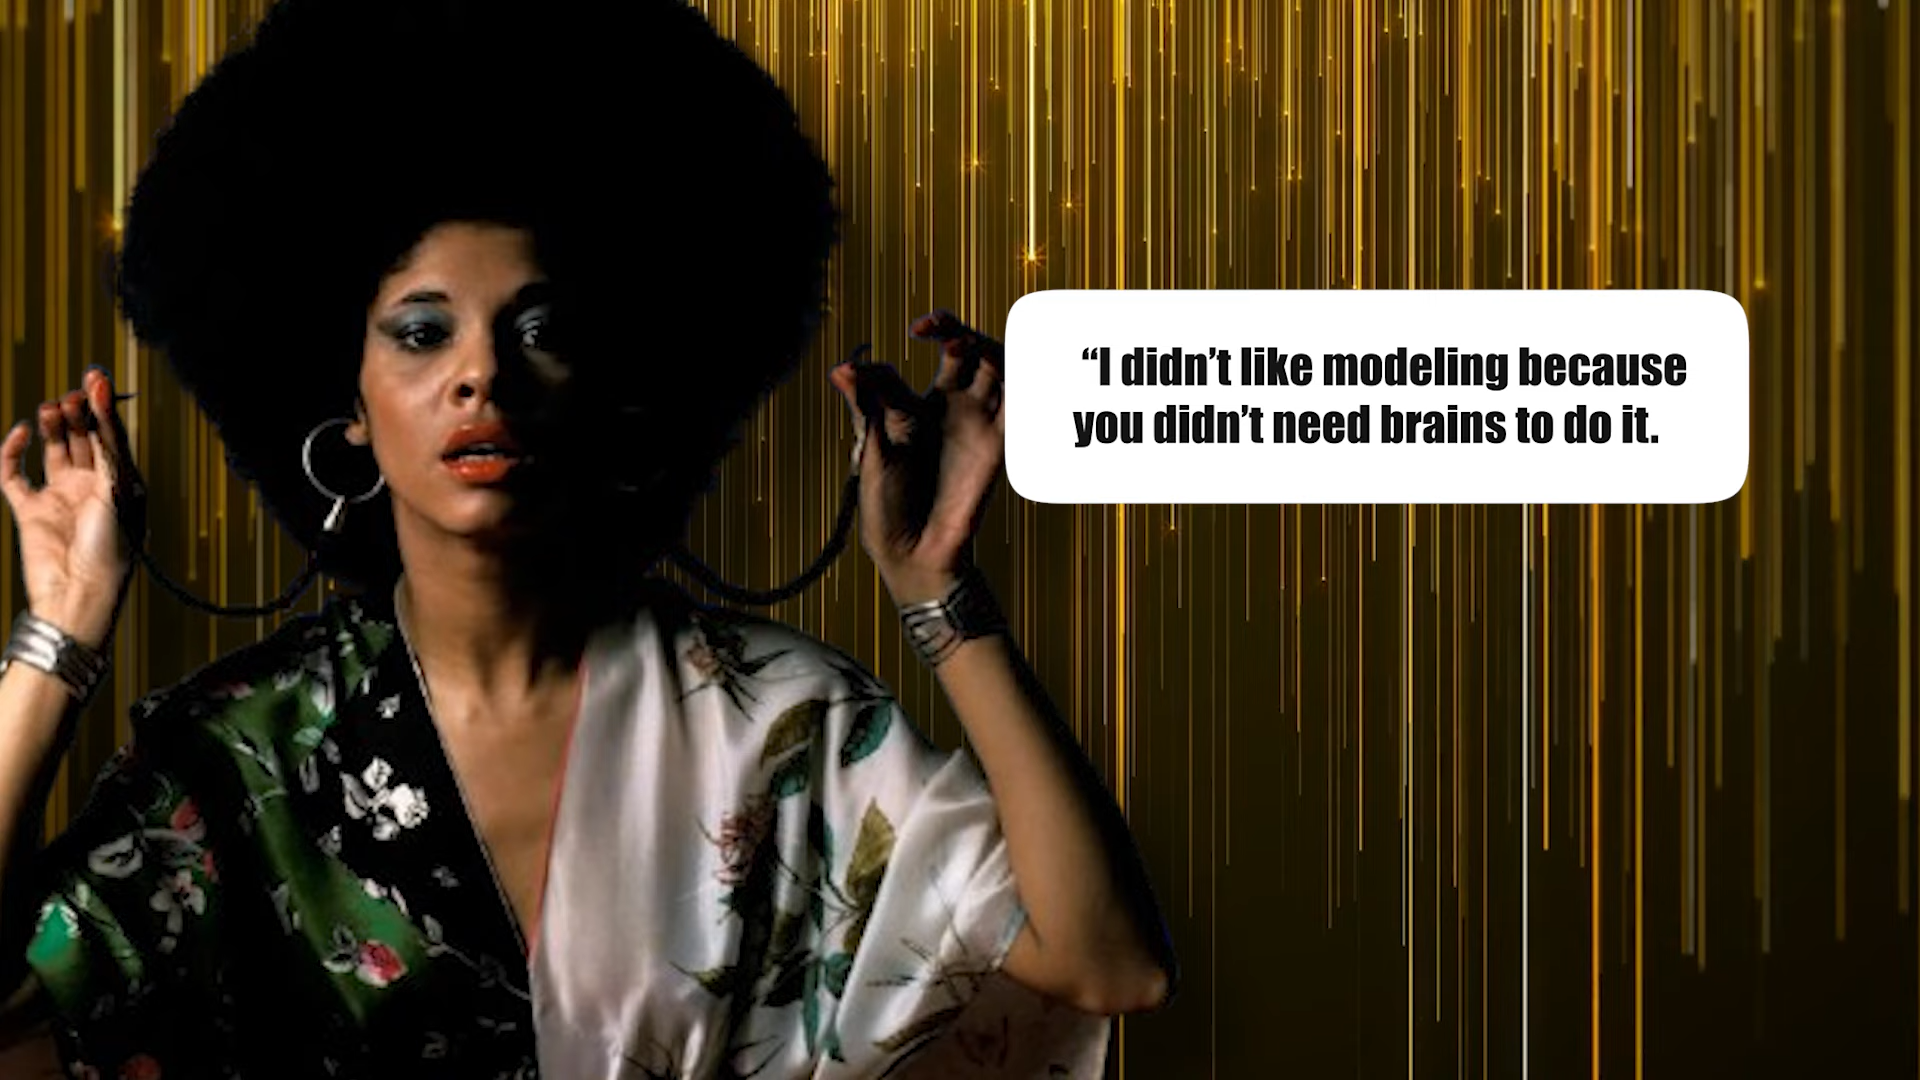 “I didn’t like modeling because
you didn’t need brains to do it.